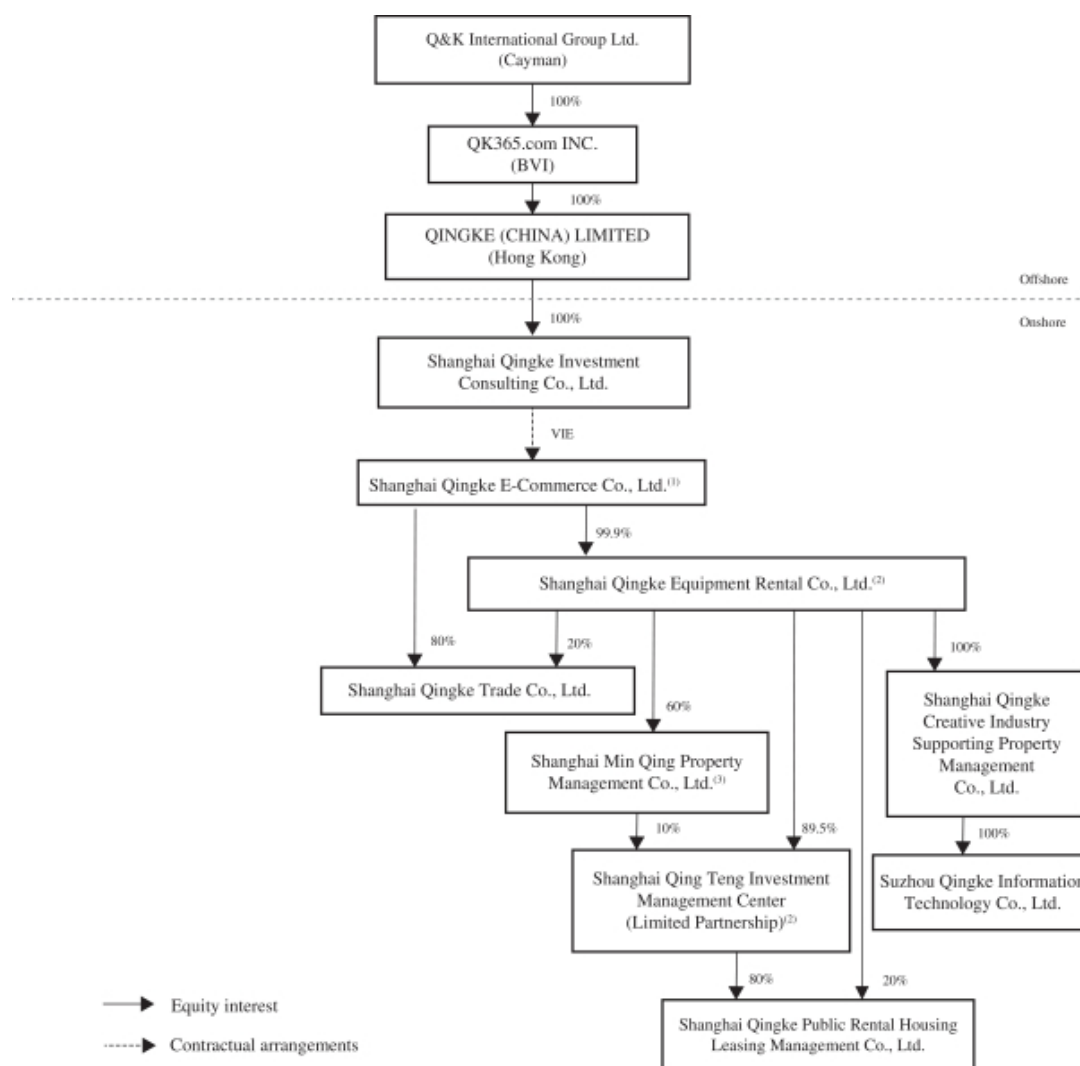 Q&K International Group Ltd.
(Cayman)
100%
QK365.com INC.
(BVI)
100%
QINGKE (CHINA) LIMITED
(Hong Kong)
Offshore
100%
Onshore
Shanghai Qingke Investment
Consulting Co., Ltd.
VIE
Shanghai Qingke E-Commerce Co., Ltd.(1)
99.9%
Shanghai Qingke Equipment Rental Co., Ltd.(2)
80%
20%
100%
Shanghai Qingke Trade Co., Ltd.
Shanghai Qingke
Creative Industry
Supporting Property
Management
Co., Ltd.
60%
Shanghai Min Qing Property
Management Co., Ltd.(3)
10%
89.5%
100%
Shanghai Qing Teng Investment
Management Center
(Limited Partnership)(2)
Suzhou Qingke Information
Technology Co., Ltd.
80%
20%
Equity interest
Shanghai Qingke Public Rental Housing
Leasing Management Co., Ltd.
Contractual arrangements